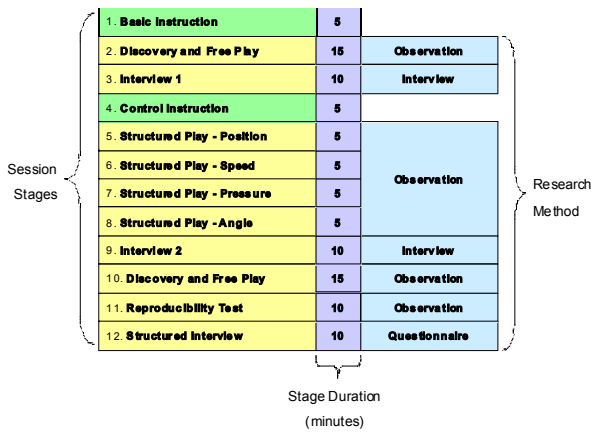 1. Basic Instruction 5
2. Discovery and Free Play 15 Observation
3. Interview 1 10 Interview
4. Control Instruction 5
5. Structured Play - Position 5
6. Structured Play - Speed 5
7. Structured Play - Pressure 5
8. Structured Play - Angle 5
Observation
9. Interview 2 10 Interview
10. Discovery and Free Play 15 Observation
11. Reproducibility Test 10 Observation
12. Structured Interview 10 Questionnaire
Session
Stages
Research
Method
Stage Duration
(minutes)